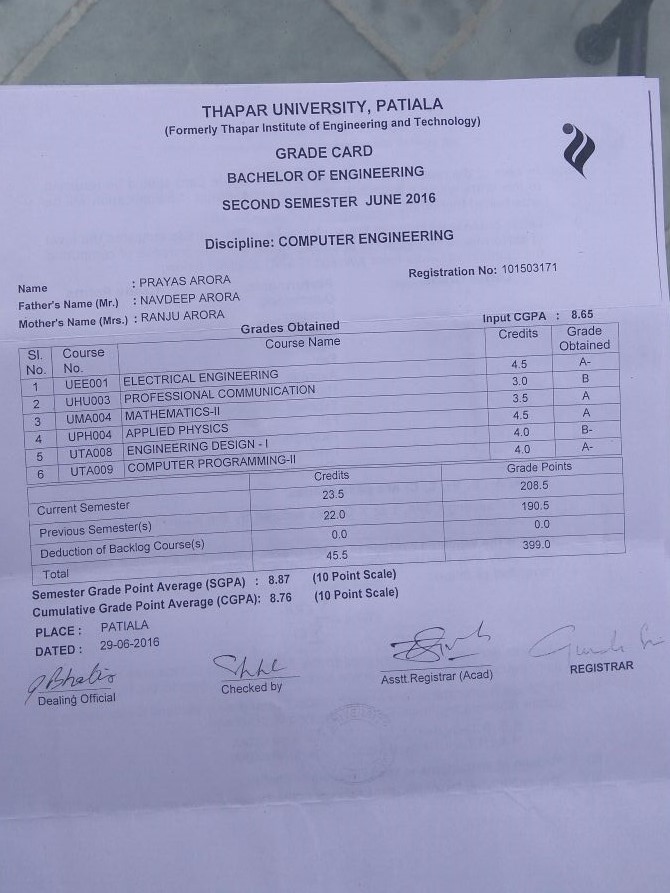 THAPAR UNIVERSITY, PATIALA
(Formerly Thapar Institute of Engineering and Technology)
GRADE CARD
BACHELOR OF ENGINEERING
SECOND SEMESTER JUNE 2016
Discipline: COMPUTER ENGINEERING
Name : PRAYAS ARORA Registration No: 101503171
Father's Name (Mr.) : NAVDEEP ARORA
Mother's Name (Mrs.) : RANJU ARORA
Grades Obtained Input CGPA : 8.65
Sl. No. Course No. Course Name Credits Grade Obtained
1 UEE001 ELECTRICAL ENGINEERING 4.5 A-
2 UHU003 PROFESSIONAL COMMUNICATION 3.0 B
3 UMA004 MATHEMATICS-II 3.5 A
4 UPH004 APPLIED PHYSICS 4.5 A
5 UTA008 ENGINEERING DESIGN - I 4.0 B-
6 UTA009 COMPUTER PROGRAMMING-II 4.0 A-
Credits Grade Points
Current Semester 23.5 208.5
Previous Semester(s) 22.0 190.5
Deduction of Backlog Course(s) 0.0 0.0
Total 45.5 399.0
Semester Grade Point Average (SGPA) : 8.87 (10 Point Scale)
Cumulative Grade Point Average (CGPA): 8.76 (10 Point Scale)
PLACE : PATIALA
DATED : 29-06-2016
Dealing Official Checked by Asstt.Registrar (Acad) REGISTRAR